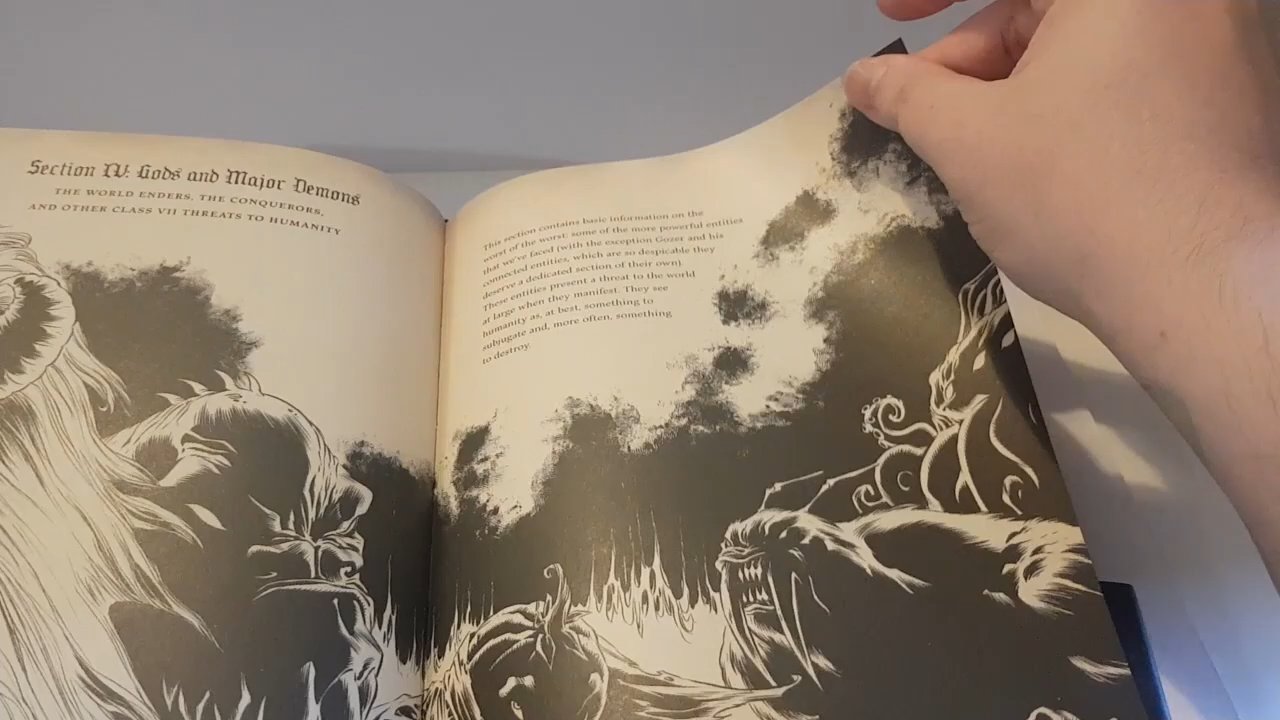 Section IV: Gods and Major Demons
THE WORLD ENDERS, THE CONQUERORS,
AND OTHER CLASS VII THREATS TO HUMANITY
This section contains basic information on the
worst of the worst: some of the more powerful entities
that we've faced (with the exception Gozer and his
connected entities, which are so despicable they
deserve a dedicated section of their own).
These entities present a threat to the world
at large when they manifest. They see
humanity as, at best, something to
subjugate and, more often, something
to destroy.